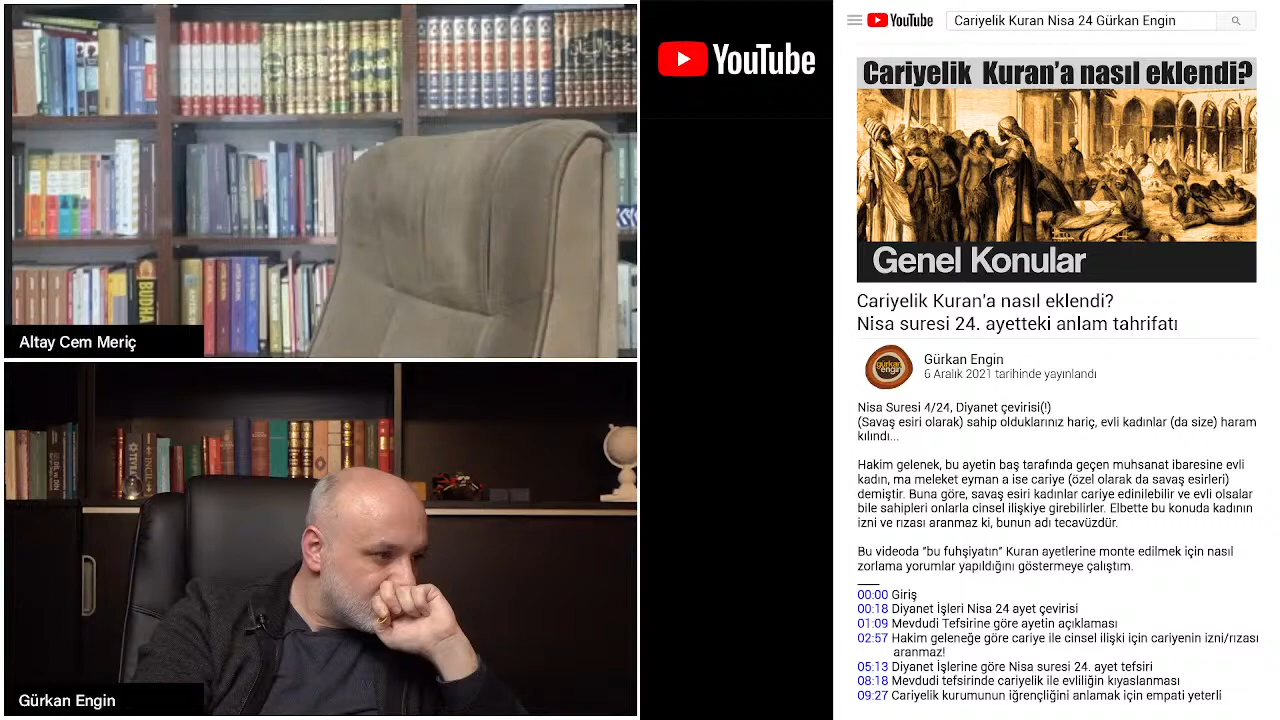 BUDHA
Altay Cem Meriç
TEVRA
İNCİL
DİL ve DİN
Gürkan Engin
YouTube
YouTube
Cariyelik Kuran Nisa 24 Gürkan Engin
Cariyelik Kuran’a nasıl eklendi?
Genel Konular
Cariyelik Kuran’a nasıl eklendi?
Nisa suresi 24. ayetteki anlam tahrifatı
gürkan
engin
Gürkan Engin
6 Aralık 2021 tarihinde yayınlandı
Nisa Suresi 4/24, Diyanet çevirisi(!)
(Savaş esiri olarak) sahip olduklarınız hariç, evli kadınlar (da size) haram
kılındı...
Hakim gelenek, bu ayetin baş tarafında geçen muhsanat ibaresine evli
kadın, ma meleket eyman a ise cariye (özel olarak da savaş esirleri)
demiştir. Buna göre, savaş esiri kadınlar cariye edinilebilir ve evli olsalar
bile sahipleri onlarla cinsel ilişkiye girebilirler. Elbette bu konuda kadının
izni ve rızası aranmaz ki, bunun adı tecavüzdür.
Bu videoda “bu fuhşiyatın” Kuran ayetlerine monte edilmek için nasıl
zorlama yorumlar yapıldığını göstermeye çalıştım.
00:00 Giriş
00:18 Diyanet İşleri Nisa 24 ayet çevirisi
01:09 Mevdudi Tefsirine göre ayetin açıklaması
02:57 Hakim geleneğe göre cariye ile cinsel ilişki için cariyenin izni/rızası
aranmaz!
05:13 Diyanet İşlerine göre Nisa suresi 24. ayet tefsiri
08:18 Mevdudi tefsirinde cariyelik ile evliliğin kıyaslanması
09:27 Cariyelik kurumunun iğrençliğini anlamak için empati yeterli